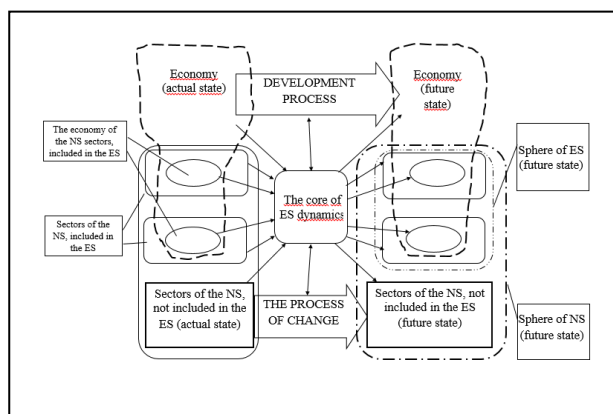 Economy
(actual state)
DEVELOPMENT
PROCESS
Economy
(future
state)
The economy of
the NS sectors,
included in the ES
Sphere of ES
(future state)
Sectors of the
NS, included in
the ES
The core of
ES dynamics
Sectors of the NS,
not included in the
ES (actual state)
THE PROCESS
OF CHANGE
Sectors of the NS, not
included in the ES
(future state)
Sphere of NS
(future state)